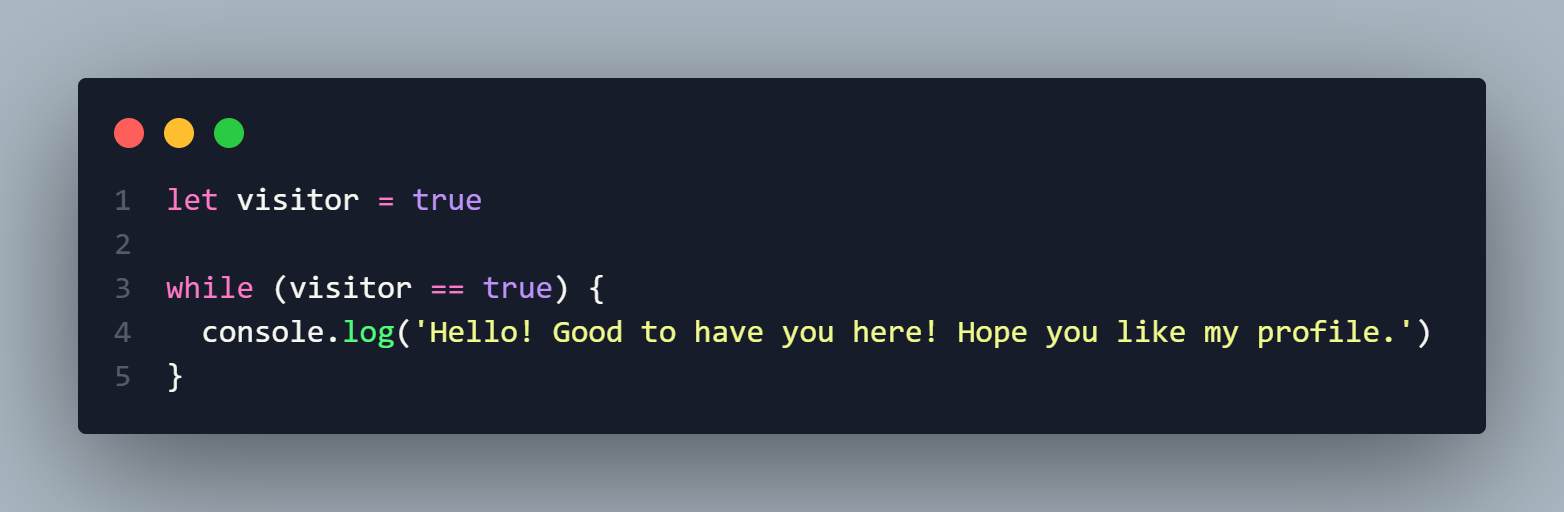 1 let visitor = true
2
3 while (visitor == true) {
4   console.log('Hello! Good to have you here! Hope you like my profile.')
5 }